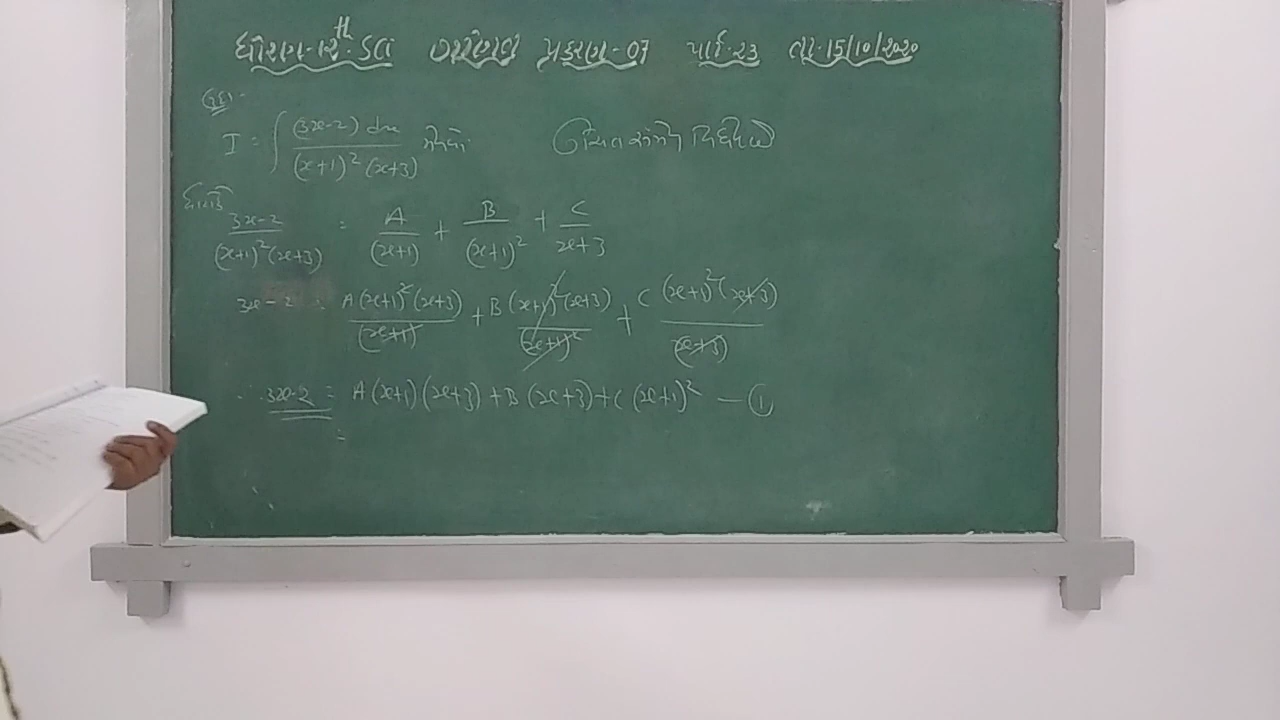 ધોરણ-12th SCI ગણિત પ્રકરણ-07 પાર્ટ-23 તા-15/10/2020
I = ∫ (3x-2) dx / (x+1)² (x+3) મેળવો
ધારો કે
3x-2 / (x+1)² (x+3) = A / (x+1) + B / (x+1)² + C / x+3
3x-2 = A(x+1)² (x+3) / (x+1) + B (x+1)² (x+3) / (x+1)² + C (x+1)² (x+3) / (x+3)
∴ 3x-2 = A(x+1)(x+3) + B(x+3) + C(x+1)² — ①
=